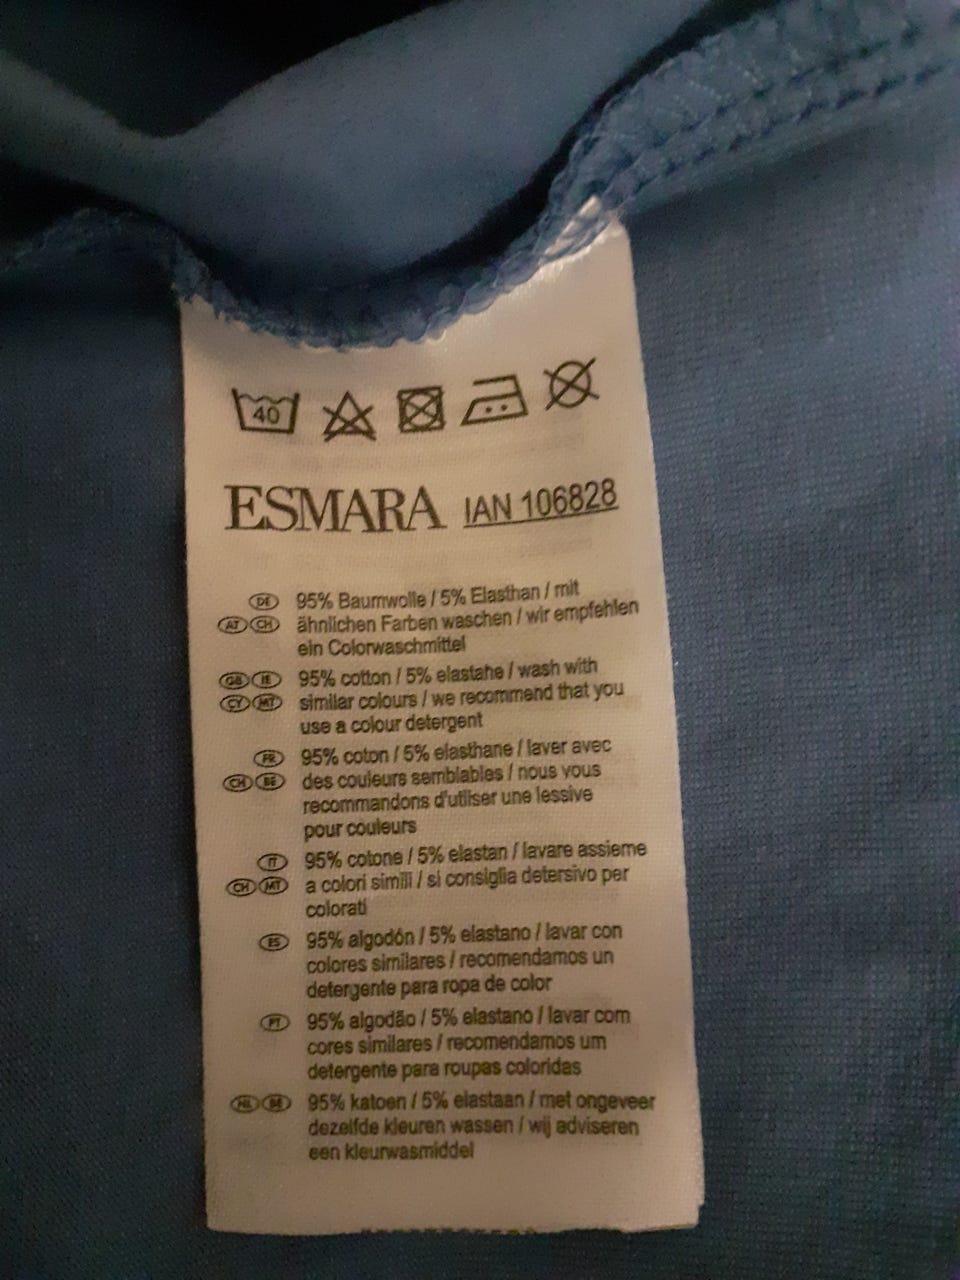 40
ESMARA IAN 106828
DE 95% Baumwolle / 5% Elasthan / mit
AT CH ähnlichen Farben waschen / wir empfehlen
ein Colorwaschmittel
GB IE 95% cotton / 5% elastahe / wash with
CY MT similar colours / we recommend that you
use a colour detergent
FR 95% coton / 5% elasthane / laver avec
CH BE des couleurs semblables / nous vous
recommandons d'utliser une lessive
pour couleurs
IT 95% cotone / 5% elastan / lavare assieme
CH MT a colori simili / si consiglia detersivo per
colorati
ES 95% algodón / 5% elastano / lavar con
colores similares / recomendamos un
detergente para ropa de color
PT 95% algodão / 5% elastano / lavar com
cores similares / recomendamos um
detergente para roupas coloridas
NL BE 95% katoen / 5% elastaan / met ongeveer
dezelfde kleuren wassen / wij adviseren
een kleurwasmiddel